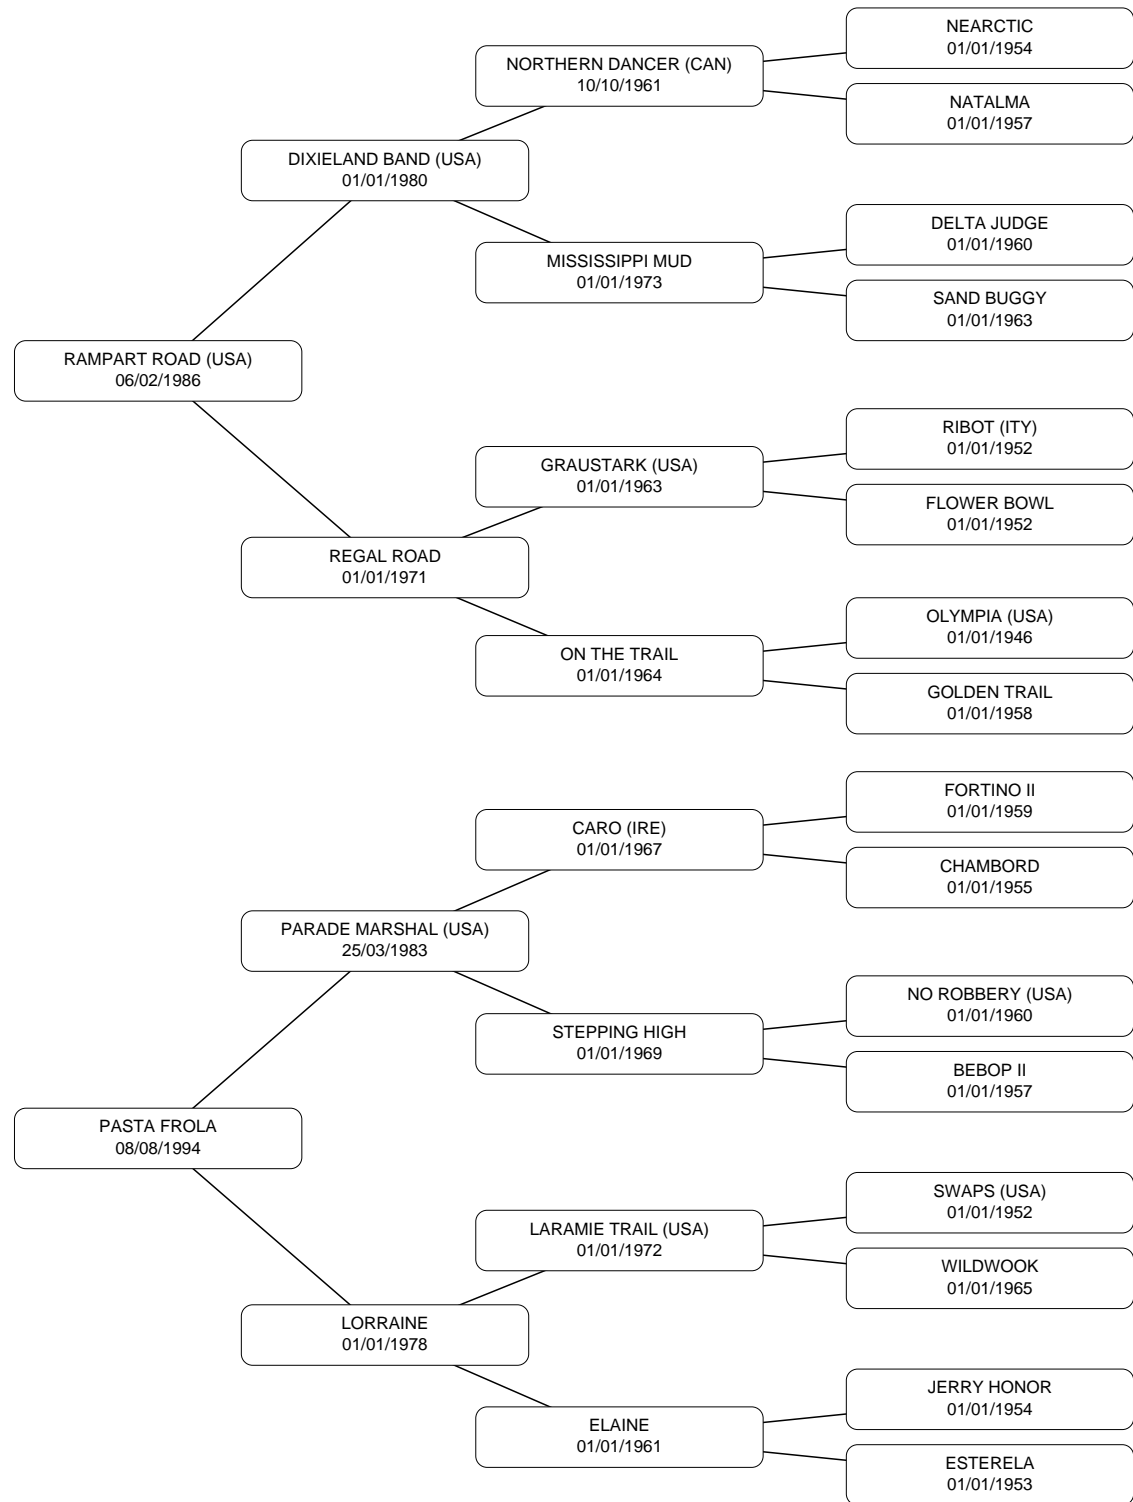 NEARCTIC
01/01/1954
NORTHERN DANCER (CAN)
10/10/1961
NATALMA
01/01/1957
DIXIELAND BAND (USA)
01/01/1980
DELTA JUDGE
01/01/1960
MISSISSIPPI MUD
01/01/1973
SAND BUGGY
01/01/1963
RAMPART ROAD (USA)
06/02/1986
RIBOT (ITY)
01/01/1952
GRAUSTARK (USA)
01/01/1963
FLOWER BOWL
01/01/1952
REGAL ROAD
01/01/1971
OLYMPIA (USA)
01/01/1946
ON THE TRAIL
01/01/1964
GOLDEN TRAIL
01/01/1958
FORTINO II
01/01/1959
CARO (IRE)
01/01/1967
CHAMBORD
01/01/1955
PARADE MARSHAL (USA)
25/03/1983
NO ROBBERY (USA)
01/01/1960
STEPPING HIGH
01/01/1969
BEBOP II
01/01/1957
PASTA FROLA
08/08/1994
SWAPS (USA)
01/01/1952
LARAMIE TRAIL (USA)
01/01/1972
WILDWOOK
01/01/1965
LORRAINE
01/01/1978
JERRY HONOR
01/01/1954
ELAINE
01/01/1961
ESTERELA
01/01/1953